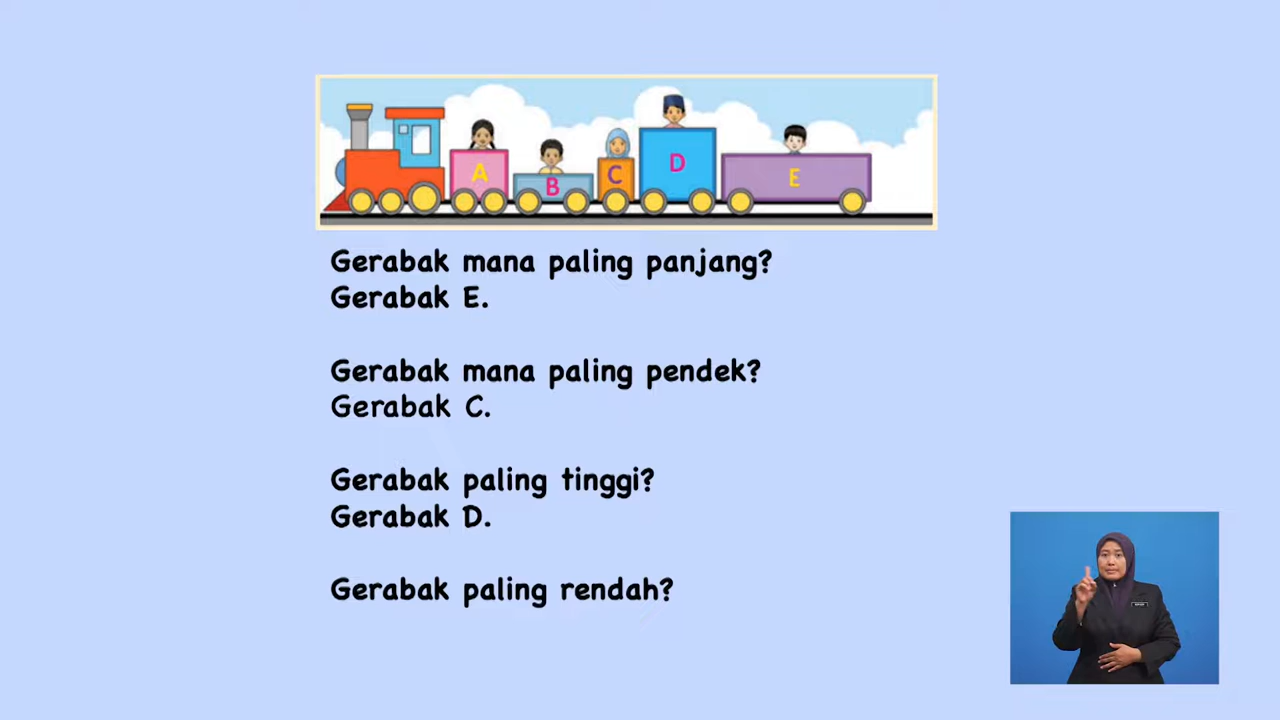 A
B
C
D
E
Gerabak mana paling panjang?
Gerabak E.
Gerabak mana paling pendek?
Gerabak C.
Gerabak paling tinggi?
Gerabak D.
Gerabak paling rendah?